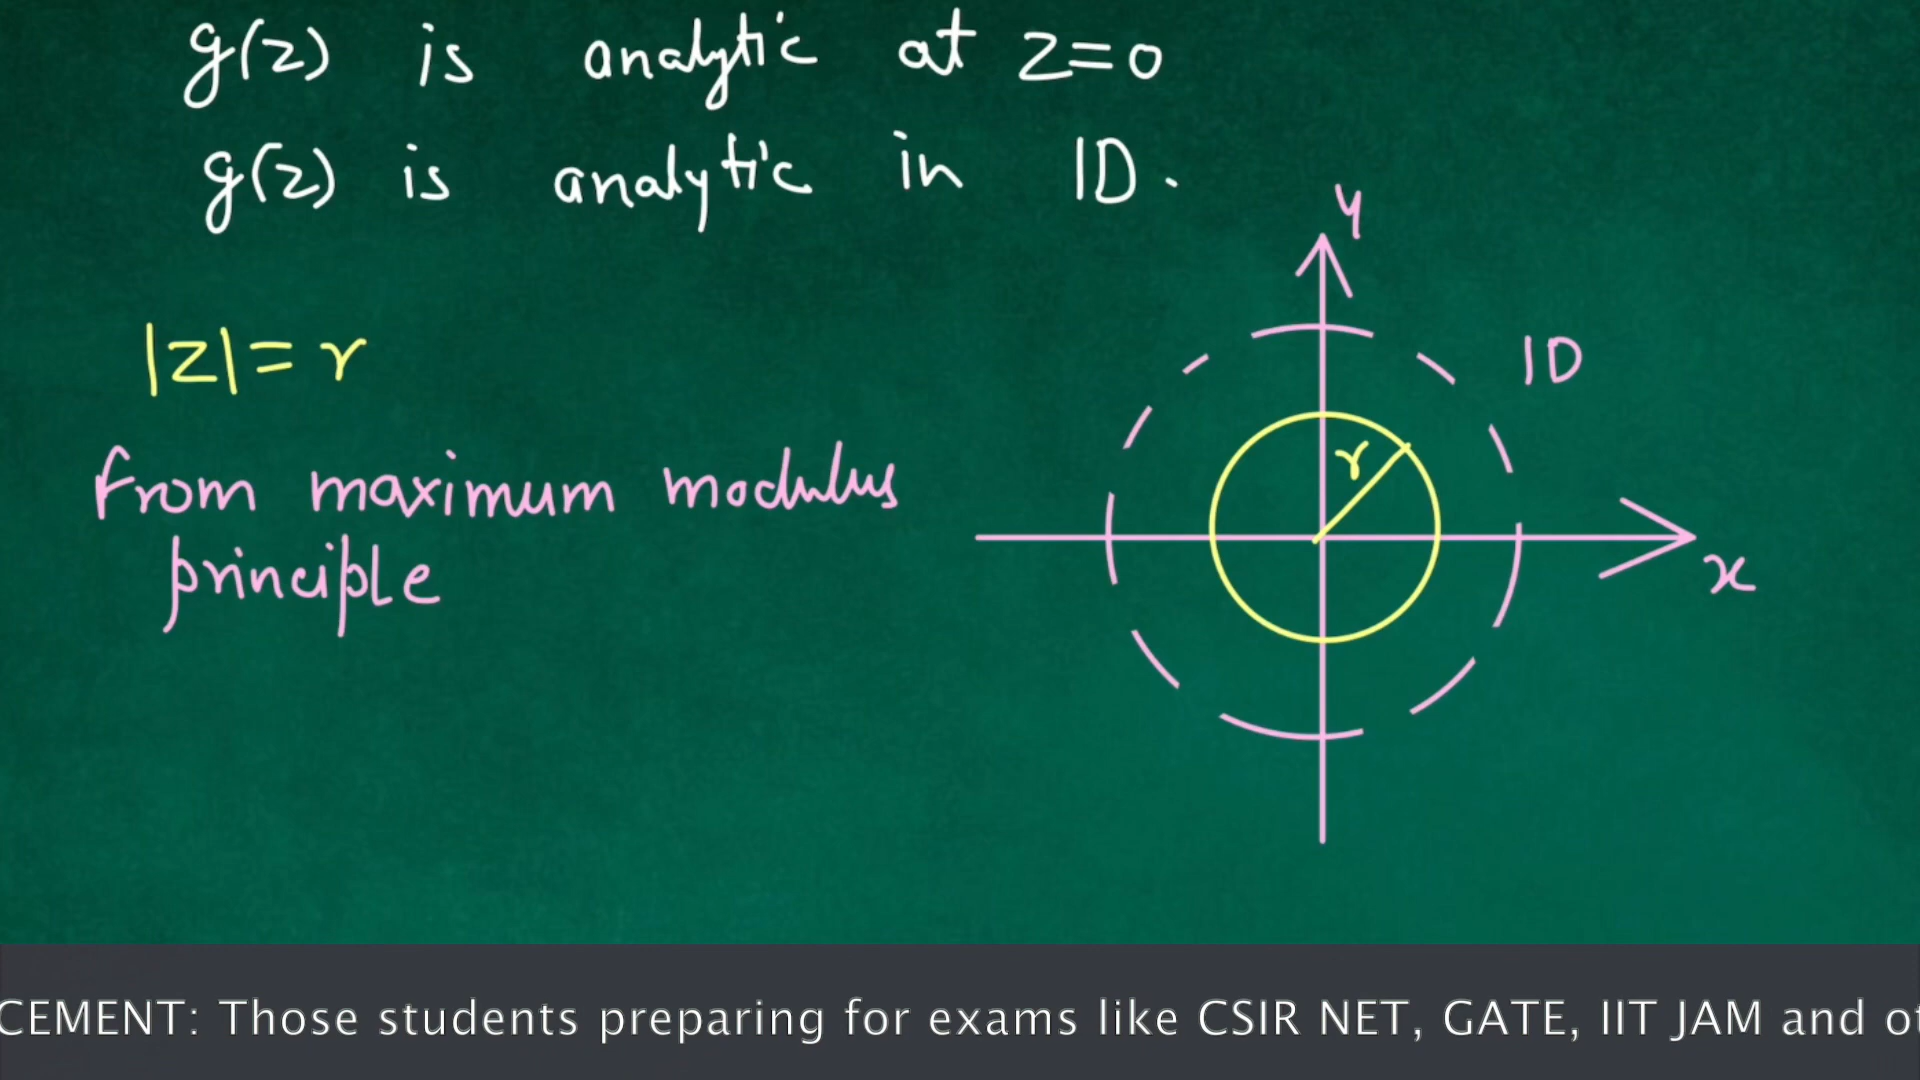 g(z) is analytic at z=0
g(z) is analytic in ID.
y
|z|= r
ID
r
from maximum modulus
principle
x
CEMENT: Those students preparing for exams like CSIR NET, GATE, IIT JAM and ot